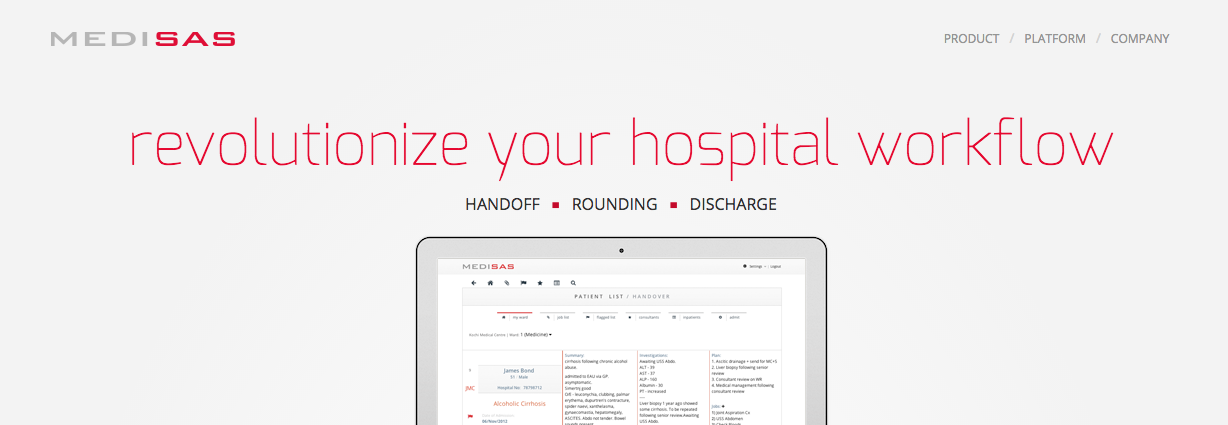 MEDISAS
PRODUCT / PLATFORM / COMPANY
revolutionize your hospital workflow
HANDOFF ▪ ROUNDING ▪ DISCHARGE
MEDISAS
Settings | Logout
PATIENT LIST / HANDOVER
my ward
job list
flagged list
consultants
inpatients
admin
Medical Centre | Ward: 1 (Medicine)
James Bond
51 - Male
Hospital No: 78798712
JMC
Alcoholic Cirrhosis
Date of Admission
06/Nov/2012
Summary:
cirrhosis following chronic alcohol
abuse.
admitted to EAU via GP.
asymptomatic.
Smartly good
O/E - leuconychia, clubbing, palmar
erythema, dupuytren's contracture,
spider naevi, xanthelasma,
gynaecomastia, hepatomegaly,
ASCITES. Abdo not tender. Bowel
sounds present
Investigations:
Awaiting USS Abdo.
ALT - 39
AST - 37
ALP - 160
Albumin - 30
PT - increased
----
Liver biopsy 1 year ago showed
some cirrhosis. To be repeated
following senior review.Awaiting
USS Abdo.
Plan:
1. Ascitic drainage + send for MC+S
2. Liver biopsy following senior
review
3. Consultant review on WR
4. Medical management following
consultant review
Jobs:
1) Joint Aspiration Cx
2) USS Abdomen
3) Check Bloods